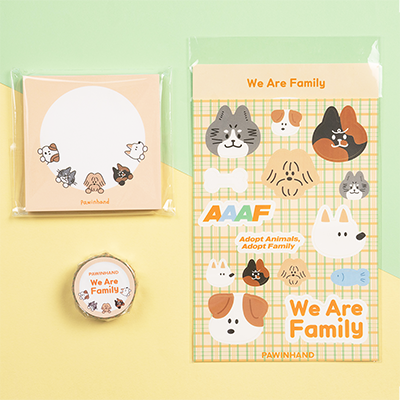 We Are Family
Pawinhand
AAAF
Adopt Animals,
Adopt Family
PAWINHAND
We Are
Family
We Are
Family
PAWINHAND